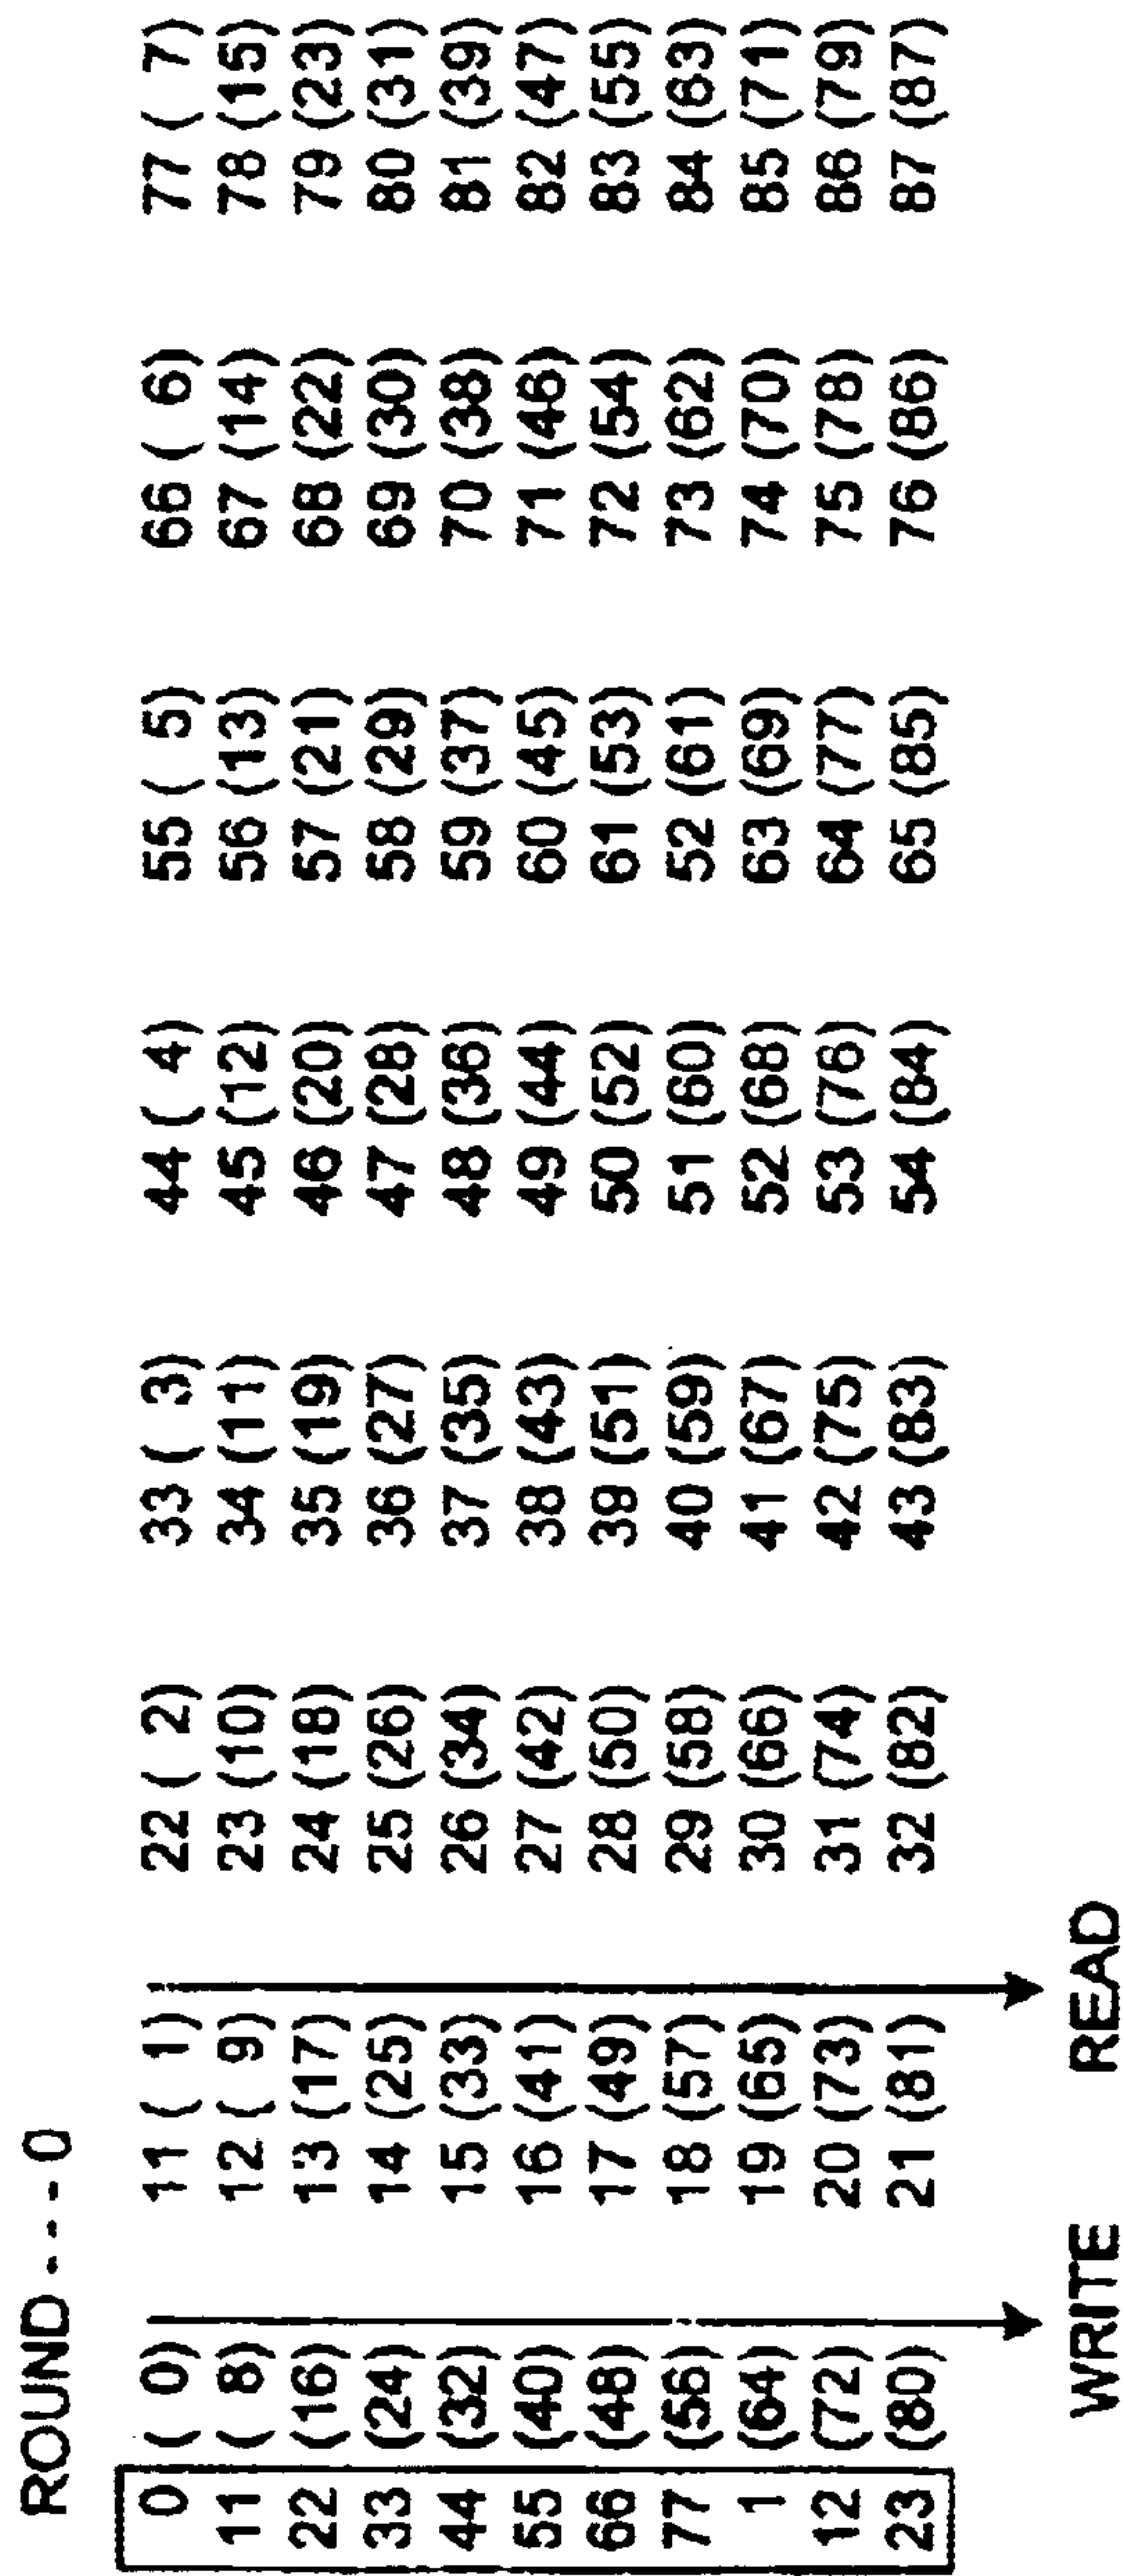 ROUND - - - 0
0 ( 0) 11 ( 1) 22 ( 2) 33 ( 3) 44 ( 4) 55 ( 5) 66 ( 6) 77 ( 7)
11 ( 8) 12 ( 9) 23 (10) 34 (11) 45 (12) 56 (13) 67 (14) 78 (15)
22 (16) 13 (17) 24 (18) 35 (19) 46 (20) 57 (21) 68 (22) 79 (23)
33 (24) 14 (25) 25 (26) 36 (27) 47 (28) 58 (29) 69 (30) 80 (31)
44 (32) 15 (33) 26 (34) 37 (35) 48 (36) 59 (37) 70 (38) 81 (39)
55 (40) 16 (41) 27 (42) 38 (43) 49 (44) 60 (45) 71 (46) 82 (47)
66 (48) 17 (49) 28 (50) 39 (51) 50 (52) 61 (53) 72 (54) 83 (55)
77 (56) 18 (57) 29 (58) 40 (59) 51 (60) 52 (61) 73 (62) 84 (63)
1 (64) 19 (65) 30 (66) 41 (67) 52 (68) 63 (69) 74 (70) 85 (71)
12 (72) 20 (73) 31 (74) 42 (75) 53 (76) 64 (77) 75 (78) 86 (79)
23 (80) 21 (81) 32 (82) 43 (83) 54 (84) 65 (85) 76 (86) 87 (87)
WRITE READ